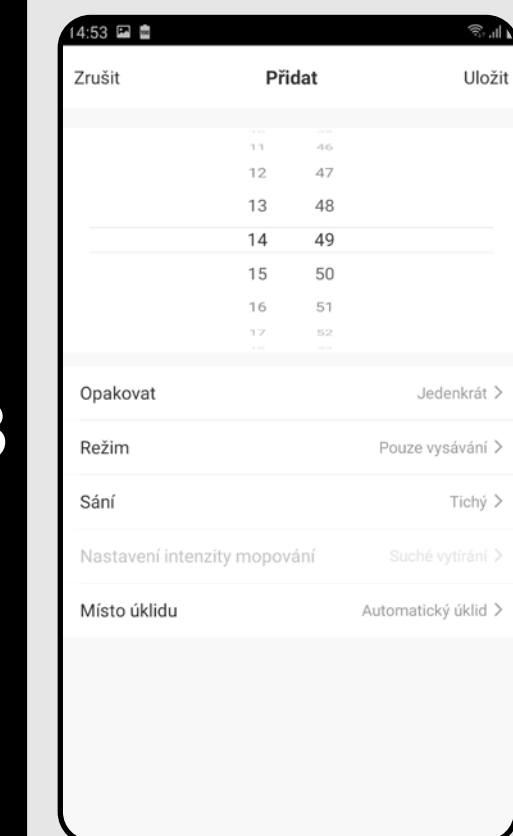 14:53
Zrušit Přidat Uložit
11 46
12 47
13 48
14 49
15 50
16 51
17 52
Opakovat Jedenkrát >
Režim Pouze vysávání >
Sání Tichý >
Nastavení intenzity mopování Suché vytírání >
Místo úklidu Automatický úklid >